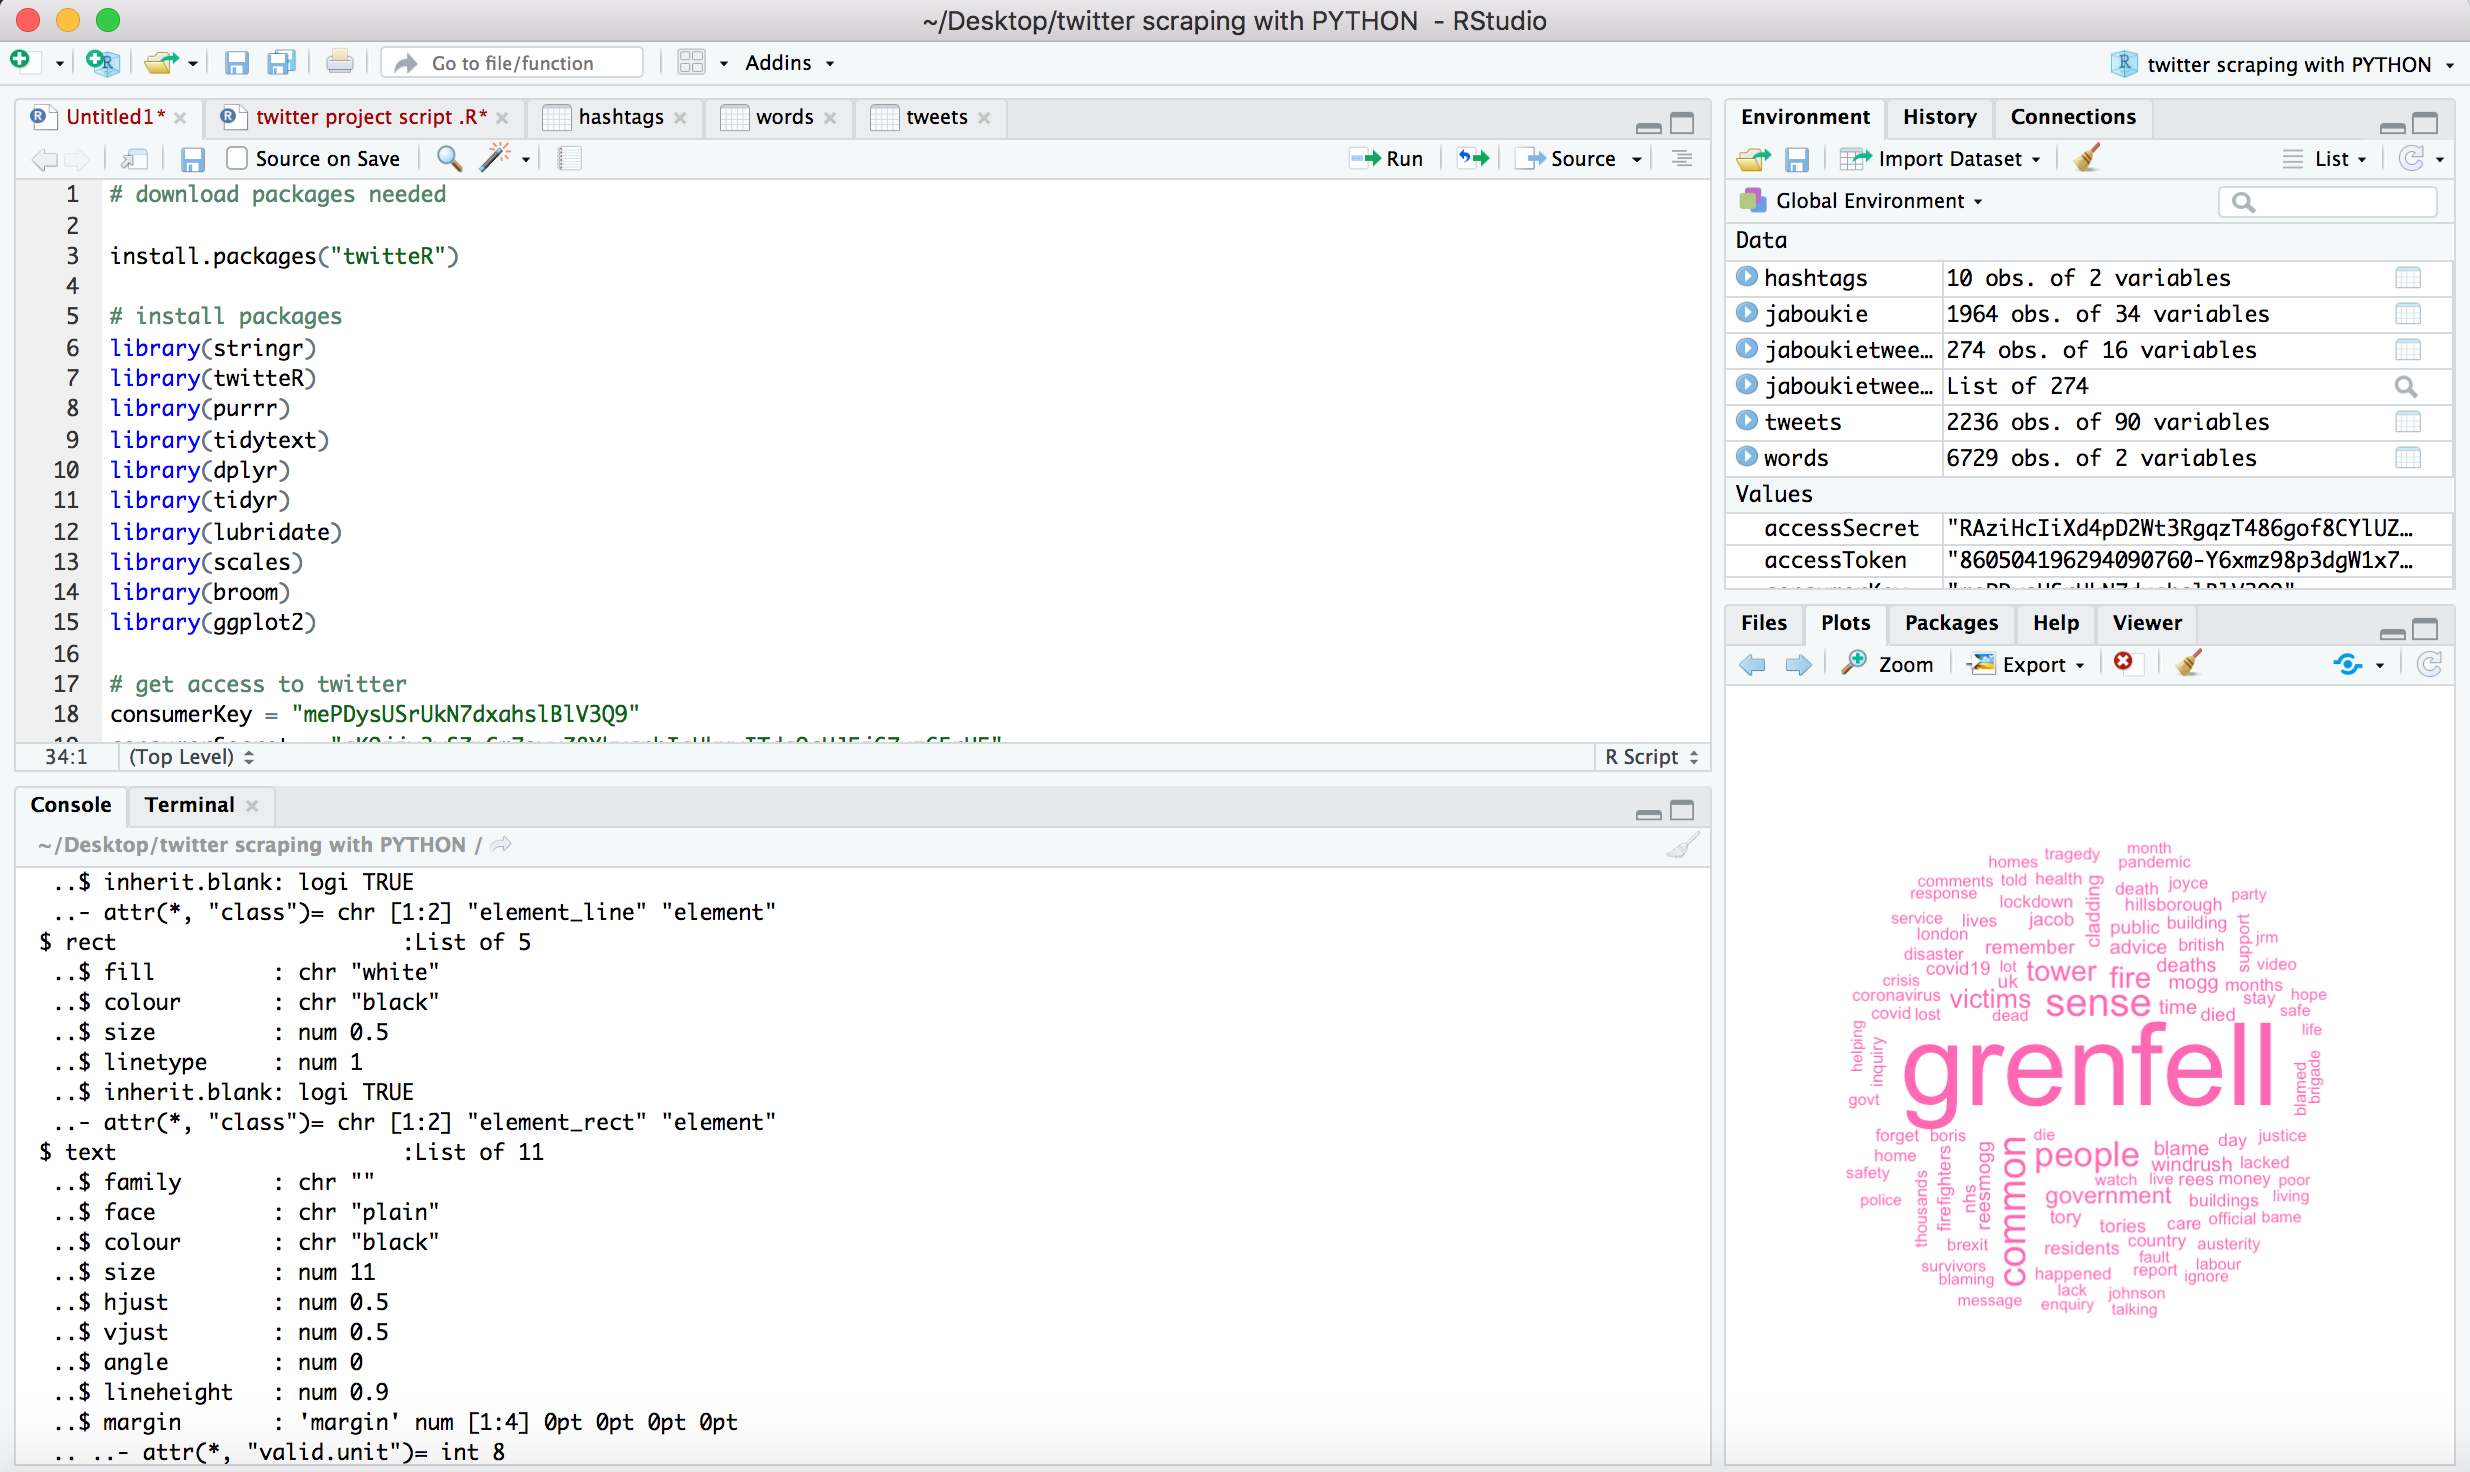 ~/Desktop/twitter scraping with PYTHON - RStudio
Go to file/function
Addins
twitter scraping with PYTHON
Untitled1*
twitter project script .R*
hashtags
words
tweets
Source on Save
Run
Source
1 # download packages needed
2
3 install.packages("twitteR")
4
5 # install packages
6 library(stringr)
7 library(twitteR)
8 library(purrr)
9 library(tidytext)
10 library(dplyr)
11 library(tidyr)
12 library(lubridate)
13 library(scales)
14 library(broom)
15 library(ggplot2)
16
17 # get access to twitter
18 consumerKey = "mePDysUSrUkN7dxahslBlV3Q9"
34:1 (Top Level) R Script
Console Terminal
~/Desktop/twitter scraping with PYTHON /
..$ inherit.blank: logi TRUE
..- attr(*, "class")= chr [1:2] "element_line" "element"
$ rect :List of 5
..$ fill : chr "white"
..$ colour : chr "black"
..$ size : num 0.5
..$ linetype : num 1
..$ inherit.blank: logi TRUE
..- attr(*, "class")= chr [1:2] "element_rect" "element"
$ text :List of 11
..$ family : chr ""
..$ face : chr "plain"
..$ colour : chr "black"
..$ size : num 11
..$ hjust : num 0.5
..$ vjust : num 0.5
..$ angle : num 0
..$ lineheight : num 0.9
..$ margin : 'margin' num [1:4] 0pt 0pt 0pt 0pt
.. ..- attr(*, "valid.unit")= int 8
Environment History Connections
Import Dataset List
Global Environment
Data
hashtags 10 obs. of 2 variables
jaboukie 1964 obs. of 34 variables
jaboukietwee… 274 obs. of 16 variables
jaboukietwee… List of 274
tweets 2236 obs. of 90 variables
words 6729 obs. of 2 variables
Values
accessSecret "RAziHcIiXd4pD2Wt3RgqzT486gof8CYlUZ…
accessToken "860504196294090760-Y6xmz98p3dgW1x7…
Files Plots Packages Help Viewer
Zoom Export
month
homes tragedy pandemic
comments told health
response
cladding
death joyce
party
lockdown
hillsborough
service lives jacob
public building
support
london
jrm
disaster remember
advice british
covid19 lot tower fire deaths
video
crisis uk
mogg months
coronavirus victims sense time stay hope
covid lost dead died safe
life
helping
inquiry
grenfell
blamed
brigade
govt
forget boris die
day justice
home
common
people blame
windrush lacked
safety
thousands
firefighters
nhs
reesmogg
watch live rees money poor
police
government buildings living
tory tories care official bame
brexit
residents country austerity
fault
survivors
labour
blaming happened report ignore
lack
message enquiry johnson
talking